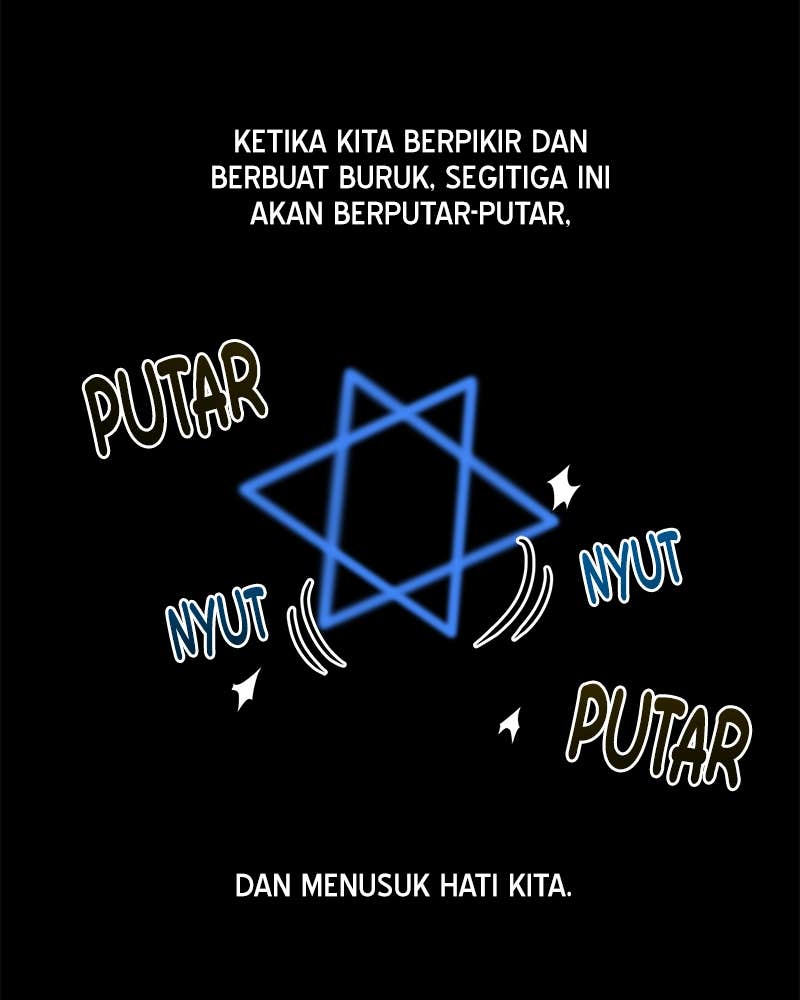 KETIKA KITA BERPIKIR DAN
BERBUAT BURUK, SEGITIGA INI
AKAN BERPUTAR-PUTAR,
PUTAR
NYUT
NYUT
PUTAR
DAN MENUSUK HATI KITA.